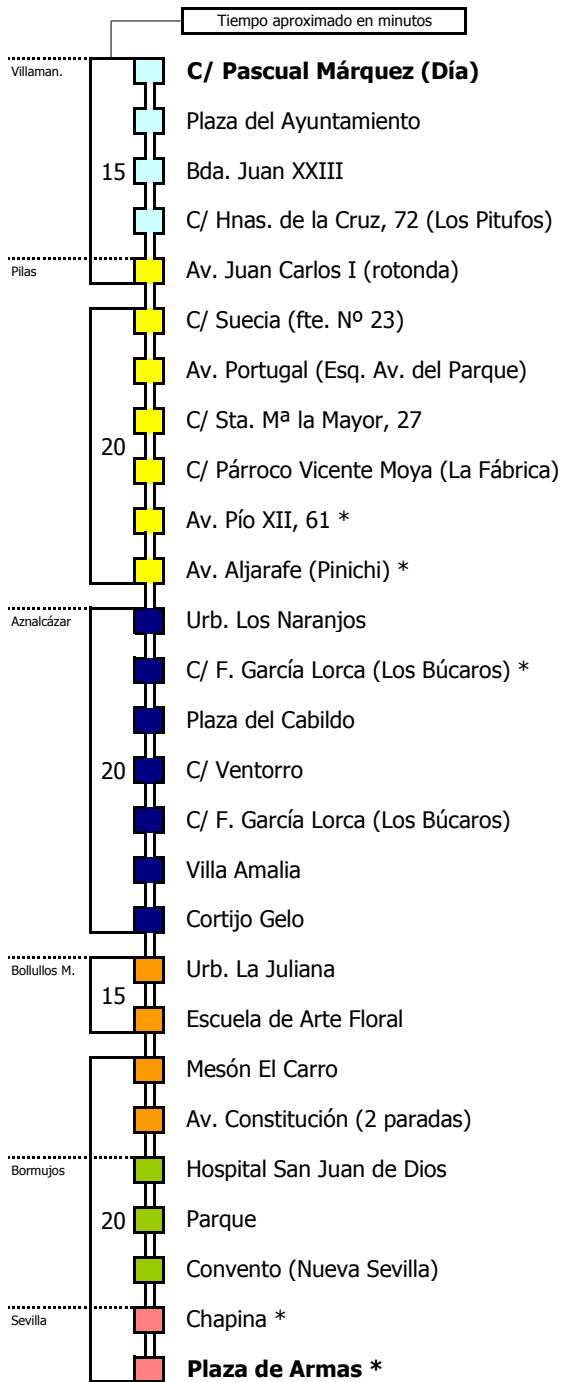 Tiempo aproximado en minutos
Villaman.
C/ Pascual Márquez (Día)
Plaza del Ayuntamiento
15
Bda. Juan XXIII
C/ Hnas. de la Cruz, 72 (Los Pitufos)
Pilas
Av. Juan Carlos I (rotonda)
C/ Suecia (fte. Nº 23)
Av. Portugal (Esq. Av. del Parque)
C/ Sta. Mª la Mayor, 27
20
C/ Párroco Vicente Moya (La Fábrica)
Av. Pío XII, 61 *
Av. Aljarafe (Pinichi) *
Aznalcázar
Urb. Los Naranjos
C/ F. García Lorca (Los Búcaros) *
Plaza del Cabildo
20
C/ Ventorro
C/ F. García Lorca (Los Búcaros)
Villa Amalia
Cortijo Gelo
Bollullos M.
Urb. La Juliana
15
Escuela de Arte Floral
Mesón El Carro
Av. Constitución (2 paradas)
Bormujos
Hospital San Juan de Dios
20
Parque
Convento (Nueva Sevilla)
Sevilla
Chapina *
Plaza de Armas *